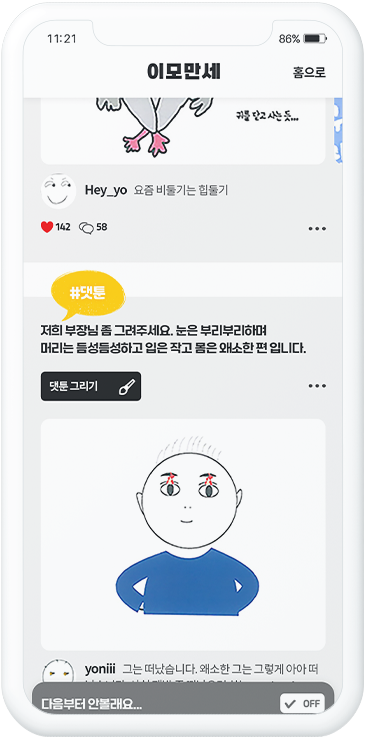 11:21
86%
이모만세
홈으로
귀를 닫고 사는 듯...
Hey_yo 요즘 비둘기는 힙둘기
142
58
#댓툰
저희 부장님 좀 그려주세요. 눈은 부리부리하며
머리는 듬성듬성하고 입은 작고 몸은 왜소한 편 입니다.
댓툰 그리기
yoniii 그는 떠났습니다. 왜소한 그는 그렇게 아아 떠
다음부터 안볼래요...
OFF